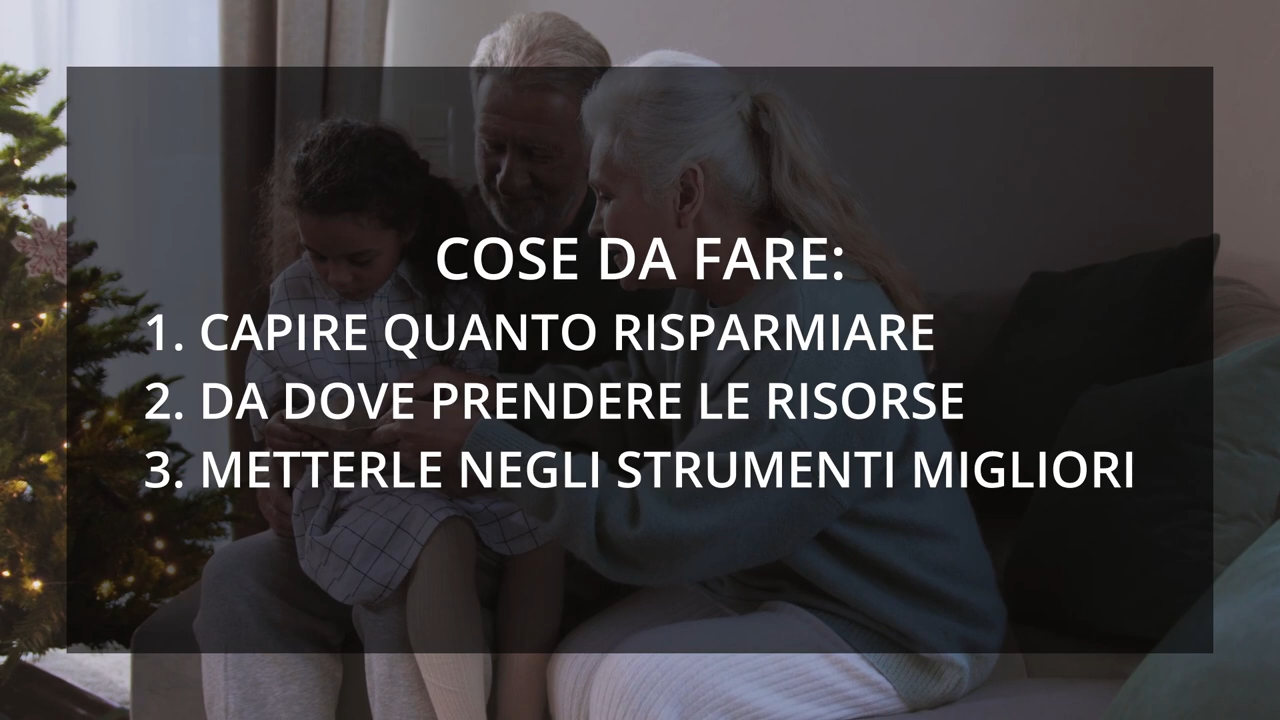 COSE DA FARE:
1. CAPIRE QUANTO RISPARMIARE
2. DA DOVE PRENDERE LE RISORSE
3. METTERLE NEGLI STRUMENTI MIGLIORI